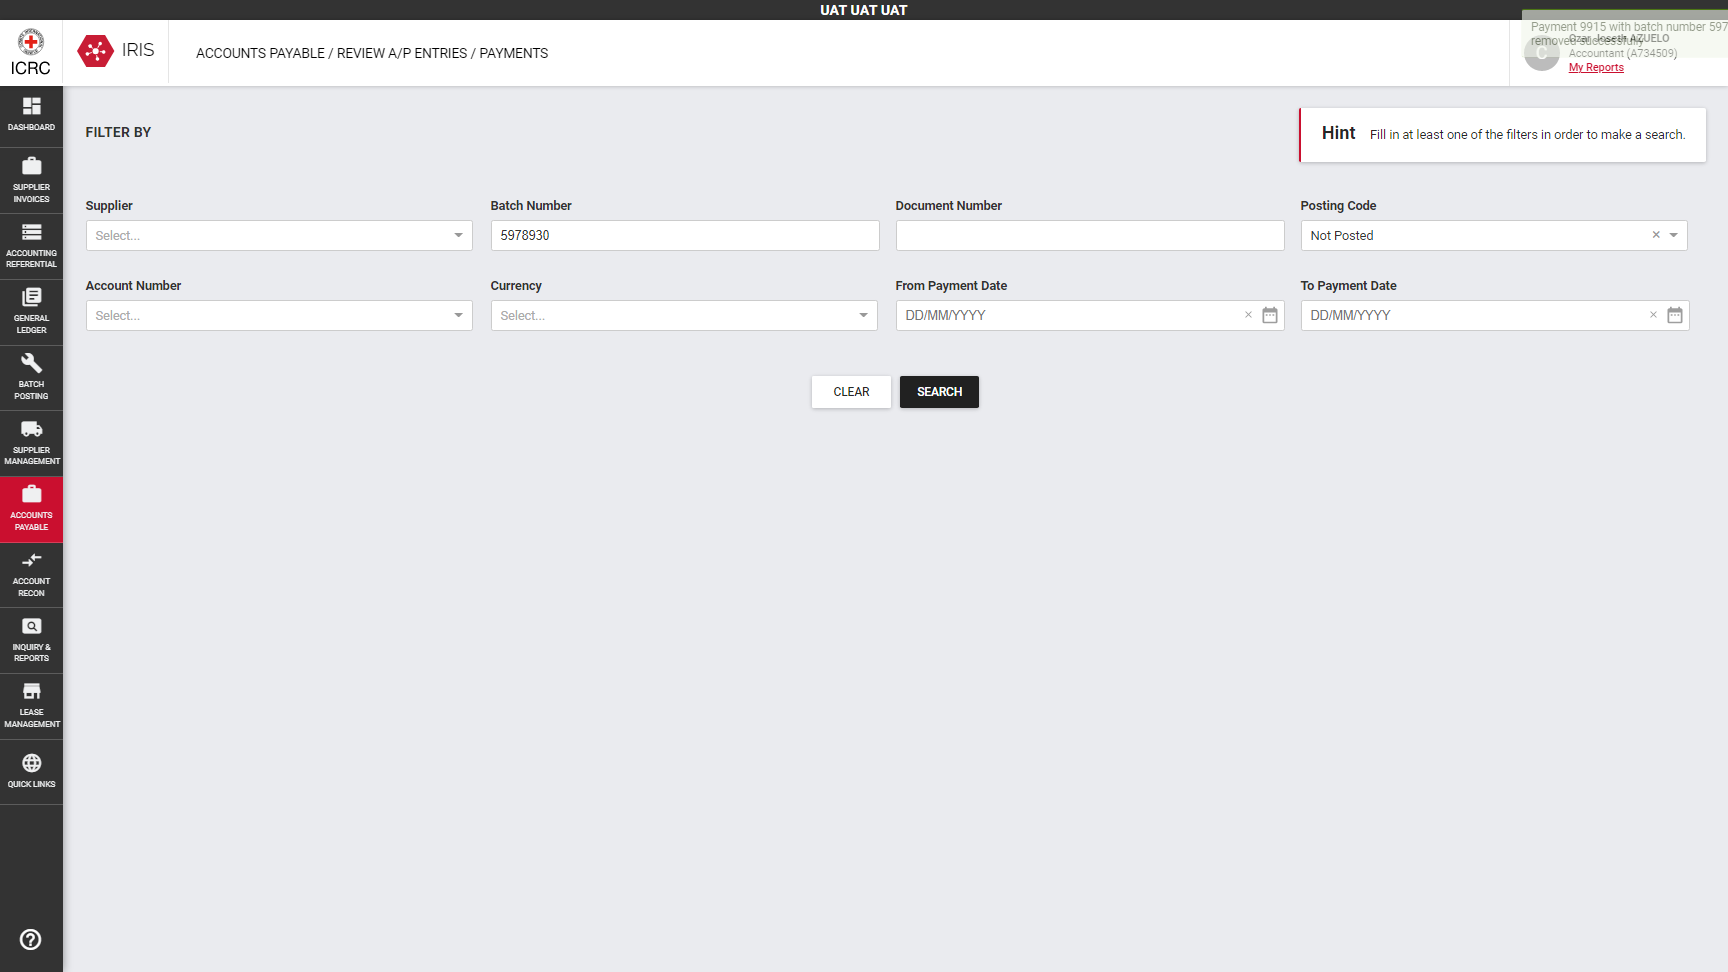 UAT UAT UAT
ICRC
IRIS
ACCOUNTS PAYABLE / REVIEW A/P ENTRIES / PAYMENTS
Payment 9915 with batch number 597
removed successfully
C
Czar Joseth AZUELO
Accountant (A734509)
My Reports
DASHBOARD
SUPPLIER
INVOICES
ACCOUNTING
REFERENTIAL
GENERAL
LEDGER
BATCH
POSTING
SUPPLIER
MANAGEMENT
ACCOUNTS
PAYABLE
ACCOUNT
RECON
INQUIRY &
REPORTS
LEASE
MANAGEMENT
QUICK LINKS
FILTER BY
Hint Fill in at least one of the filters in order to make a search.
Supplier Batch Number Document Number Posting Code
Select... 5978930 Not Posted
Account Number Currency From Payment Date To Payment Date
Select... Select... DD/MM/YYYY DD/MM/YYYY
CLEAR SEARCH